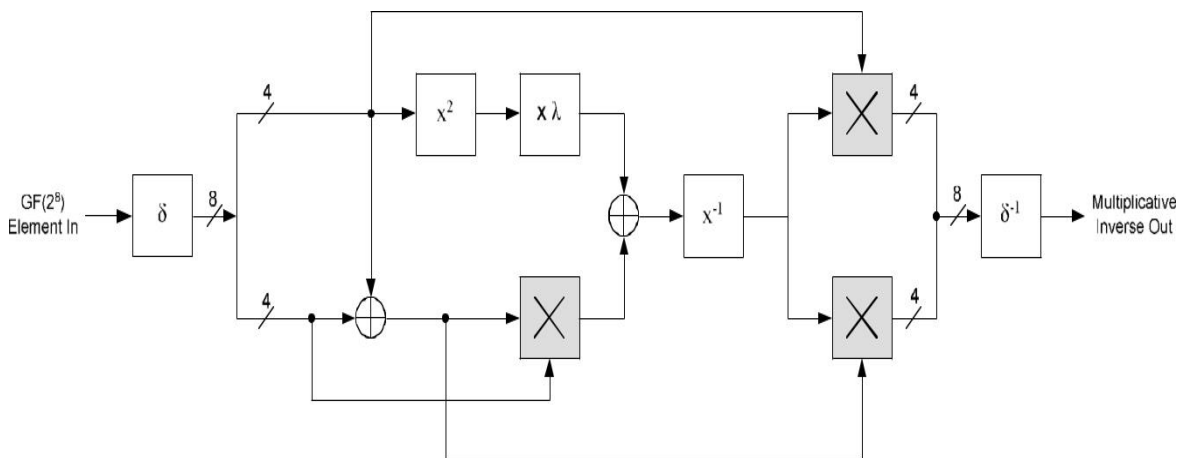 4
x²
x λ
4
GF(2⁸)
Element In
δ
8
x⁻¹
8
δ⁻¹
Multiplicative
Inverse Out
4
4